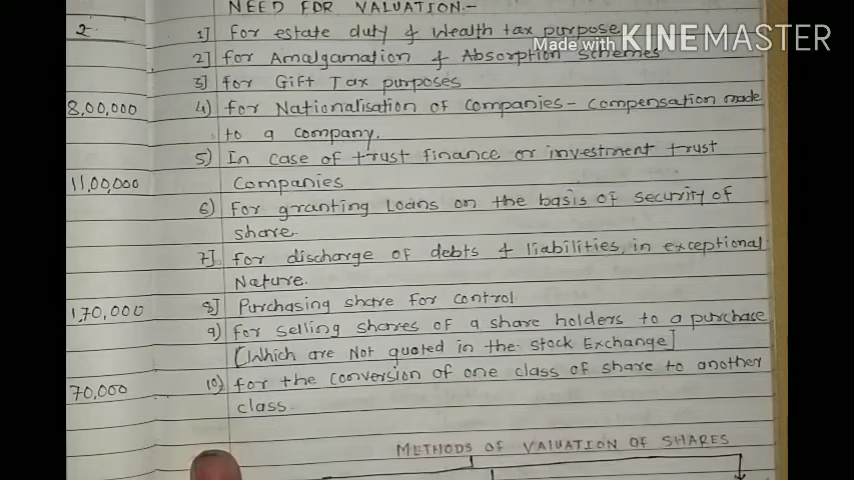 NEED FOR VALUATION:-
2
1] For estate duty & Wealth tax purpose
Made with KINEMASTER
2] for Amalgamation & Absorption schemes
3] for Gift Tax purposes
8,00,000
4) for Nationalisation of companies - compensation made
to a company.
5) In case of trust finance or investment trust
11,00,000
Companies
6) For granting Loans on the basis of security of
share.
7] for discharge of debts & liabilities, in exceptional
Nature.
1,70,000
8] Purchasing share for control
9) for selling shares of a share holders to a purchase
[Which are Not quoted in the stock Exchange]
70,000
10) for the conversion of one class of share to another
class.
METHODS OF VALUATION OF SHARES